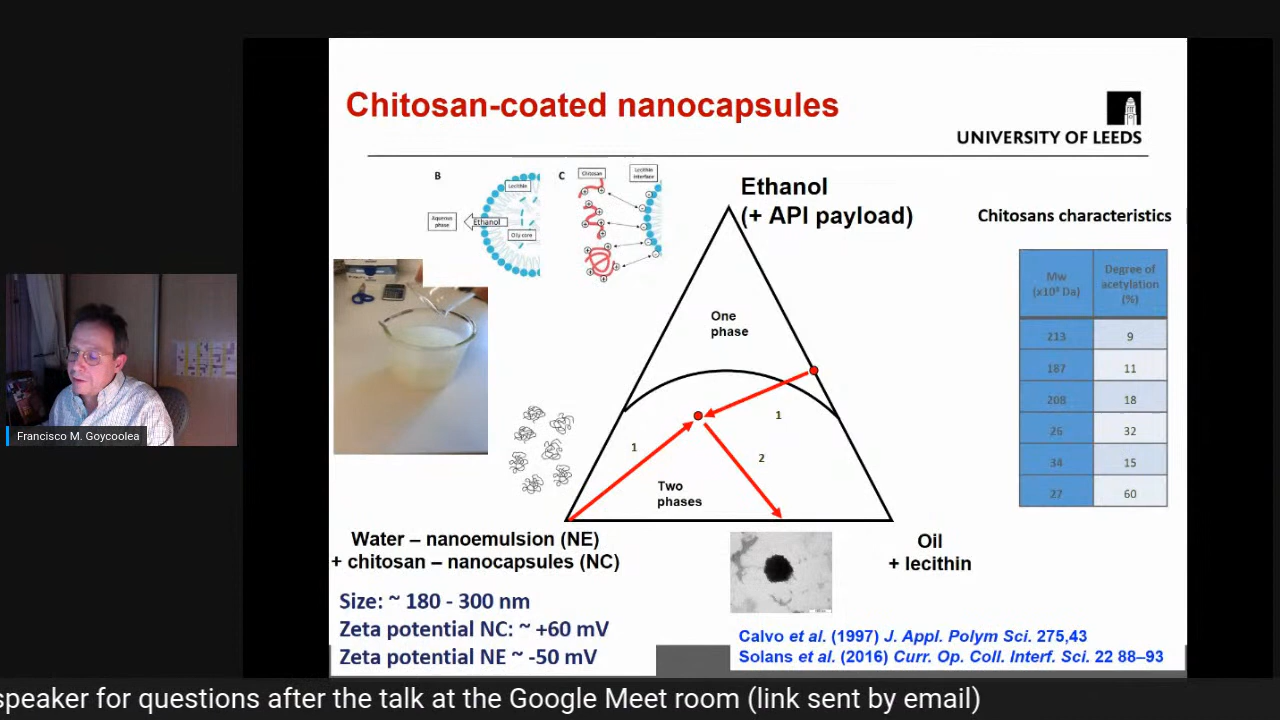 Chitosan-coated nanocapsules
UNIVERSITY OF LEEDS
B
Lecithin
Aqueous
phase
Ethanol
Oily core
C
Chitosan
Lecithin
interface
Ethanol
(+ API payload)
One
phase
1
1
2
Two
phases
Water – nanoemulsion (NE)
+ chitosan – nanocapsules (NC)
Oil
+ lecithin
Chitosans characteristics
Mw
(x10³ Da)
Degree of
acetylation
(%)
213 9
187 11
208 18
26 32
34 15
27 60
Size: ~ 180 - 300 nm
Zeta potential NC: ~ +60 mV
Zeta potential NE ~ -50 mV
Calvo et al. (1997) J. Appl. Polym Sci. 275,43
Solans et al. (2016) Curr. Op. Coll. Interf. Sci. 22 88–93
Francisco M. Goycoolea
speaker for questions after the talk at the Google Meet room (link sent by email)